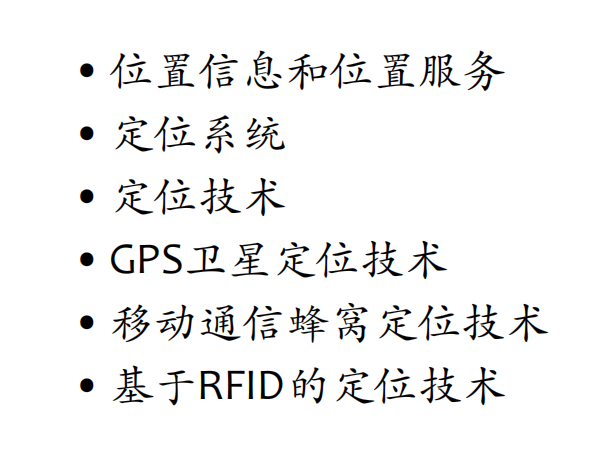 • 位置信息和位置服务
• 定位系统
• 定位技术
• GPS卫星定位技术
• 移动通信蜂窝定位技术
• 基于RFID的定位技术